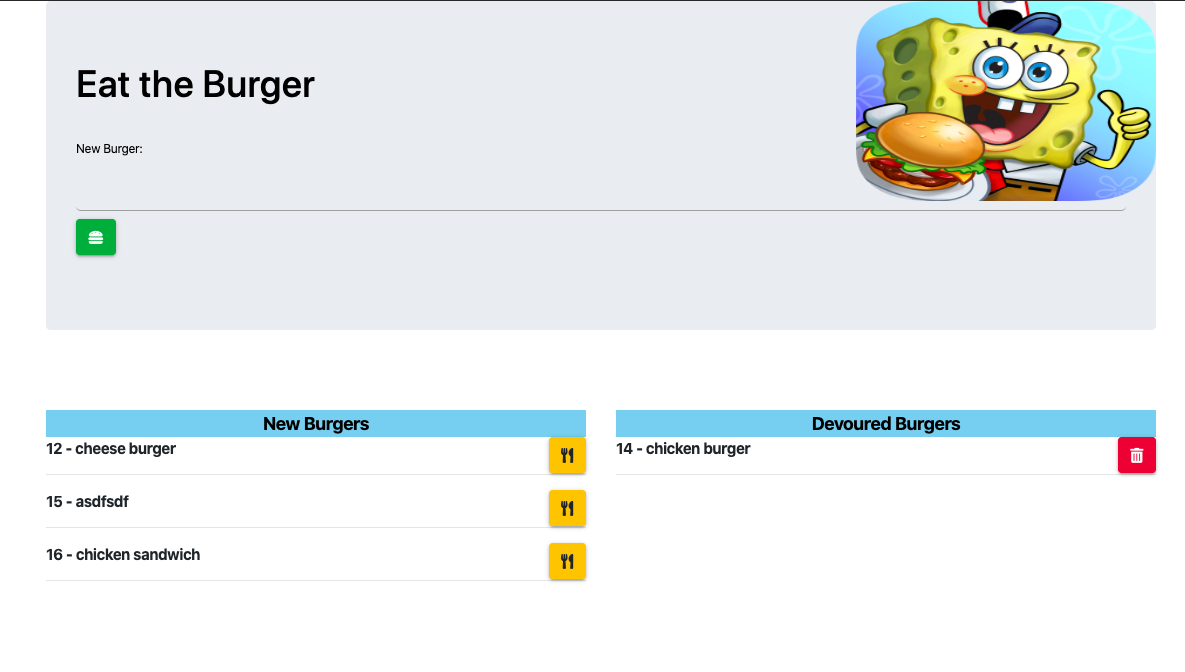 Eat the Burger
New Burger:
New Burgers
12 - cheese burger
15 - asdfsdf
16 - chicken sandwich
Devoured Burgers
14 - chicken burger